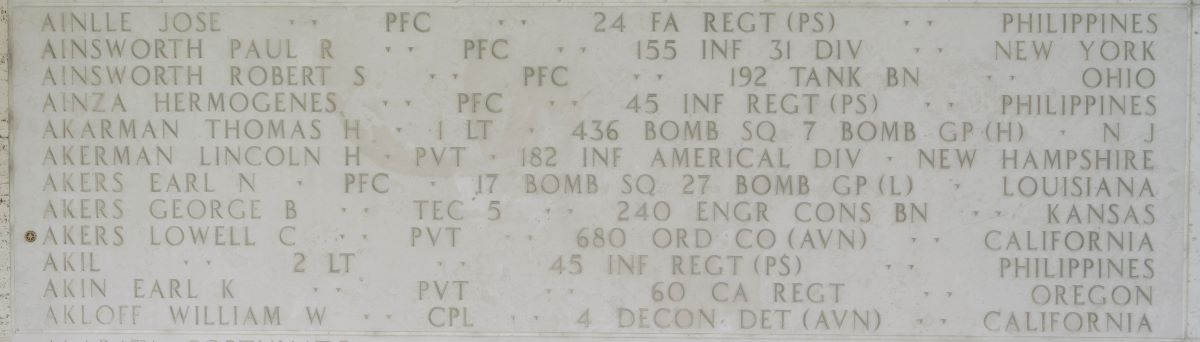 AINLLE JOSE PFC 24 FA REGT (PS) PHILIPPINES
AINSWORTH PAUL R PFC 155 INF 31 DIV NEW YORK
AINSWORTH ROBERT S PFC 192 TANK BN OHIO
AINZA HERMOGENES PFC 45 INF REGT (PS) PHILIPPINES
AKARMAN THOMAS H 1 LT 436 BOMB SQ 7 BOMB GP (H) N J
AKERMAN LINCOLN H PVT 182 INF AMERICAL DIV NEW HAMPSHIRE
AKERS EARL N PFC 17 BOMB SQ 27 BOMB GP (L) LOUISIANA
AKERS GEORGE B TEC 5 240 ENGR CONS BN KANSAS
AKERS LOWELL C PVT 680 ORD CO (AVN) CALIFORNIA
AKIL 2 LT 45 INF REGT (PS) PHILIPPINES
AKIN EARL K PVT 60 CA REGT OREGON
AKLOFF WILLIAM W CPL 4 DECON DET (AVN) CALIFORNIA